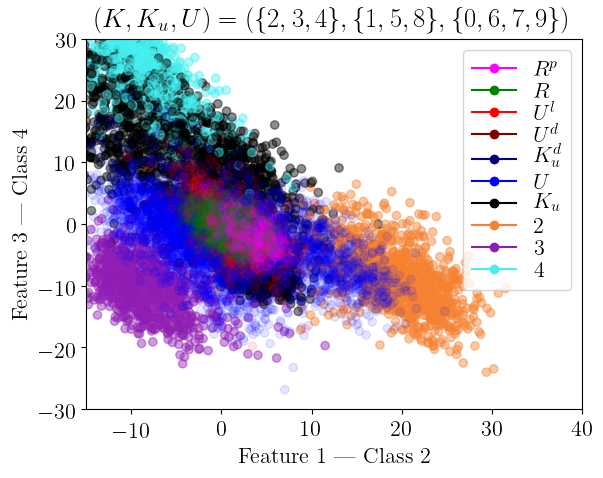 (K, K_u, U) = ({2, 3, 4}, {1, 5, 8}, {0, 6, 7, 9})
30
20
10
0
−10
−20
−30
Feature 3 — Class 4
R^p
R
U^l
U^d
K_u^d
U
K_u
2
3
4
−10
0
10
20
30
40
Feature 1 — Class 2